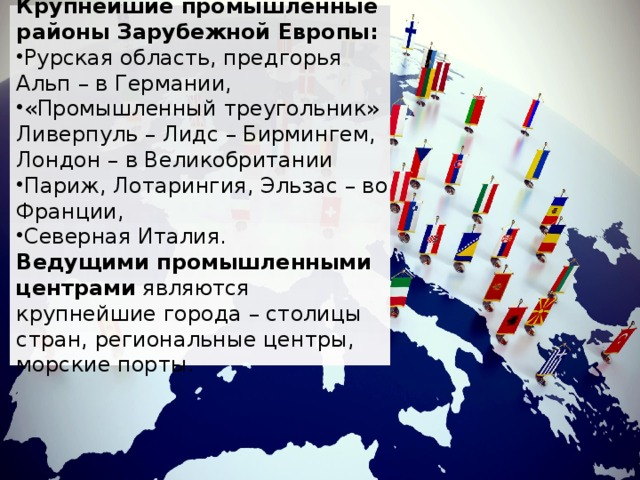 Крупнейшие промышленные
районы Зарубежной Европы:
•Рурская область, предгорья
Альп – в Германии,
•«Промышленный треугольник»
Ливерпуль – Лидс – Бирмингем,
Лондон – в Великобритании
•Париж, Лотарингия, Эльзас – во
Франции,
•Северная Италия.
Ведущими промышленными
центрами являются
крупнейшие города – столицы
стран, региональные центры,
морские порты.